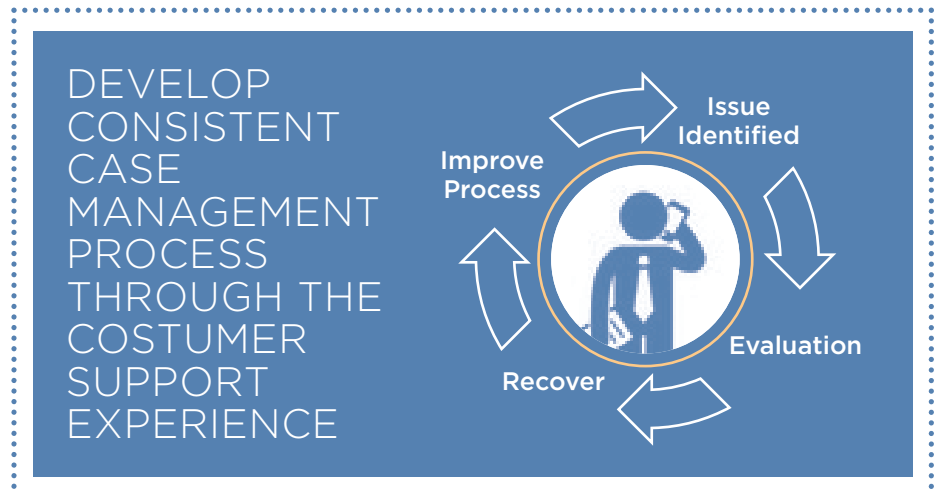 DEVELOP
CONSISTENT
CASE
MANAGEMENT
PROCESS
THROUGH THE
COSTUMER
SUPPORT
EXPERIENCE
Issue
Identified
Evaluation
Recover
Improve
Process